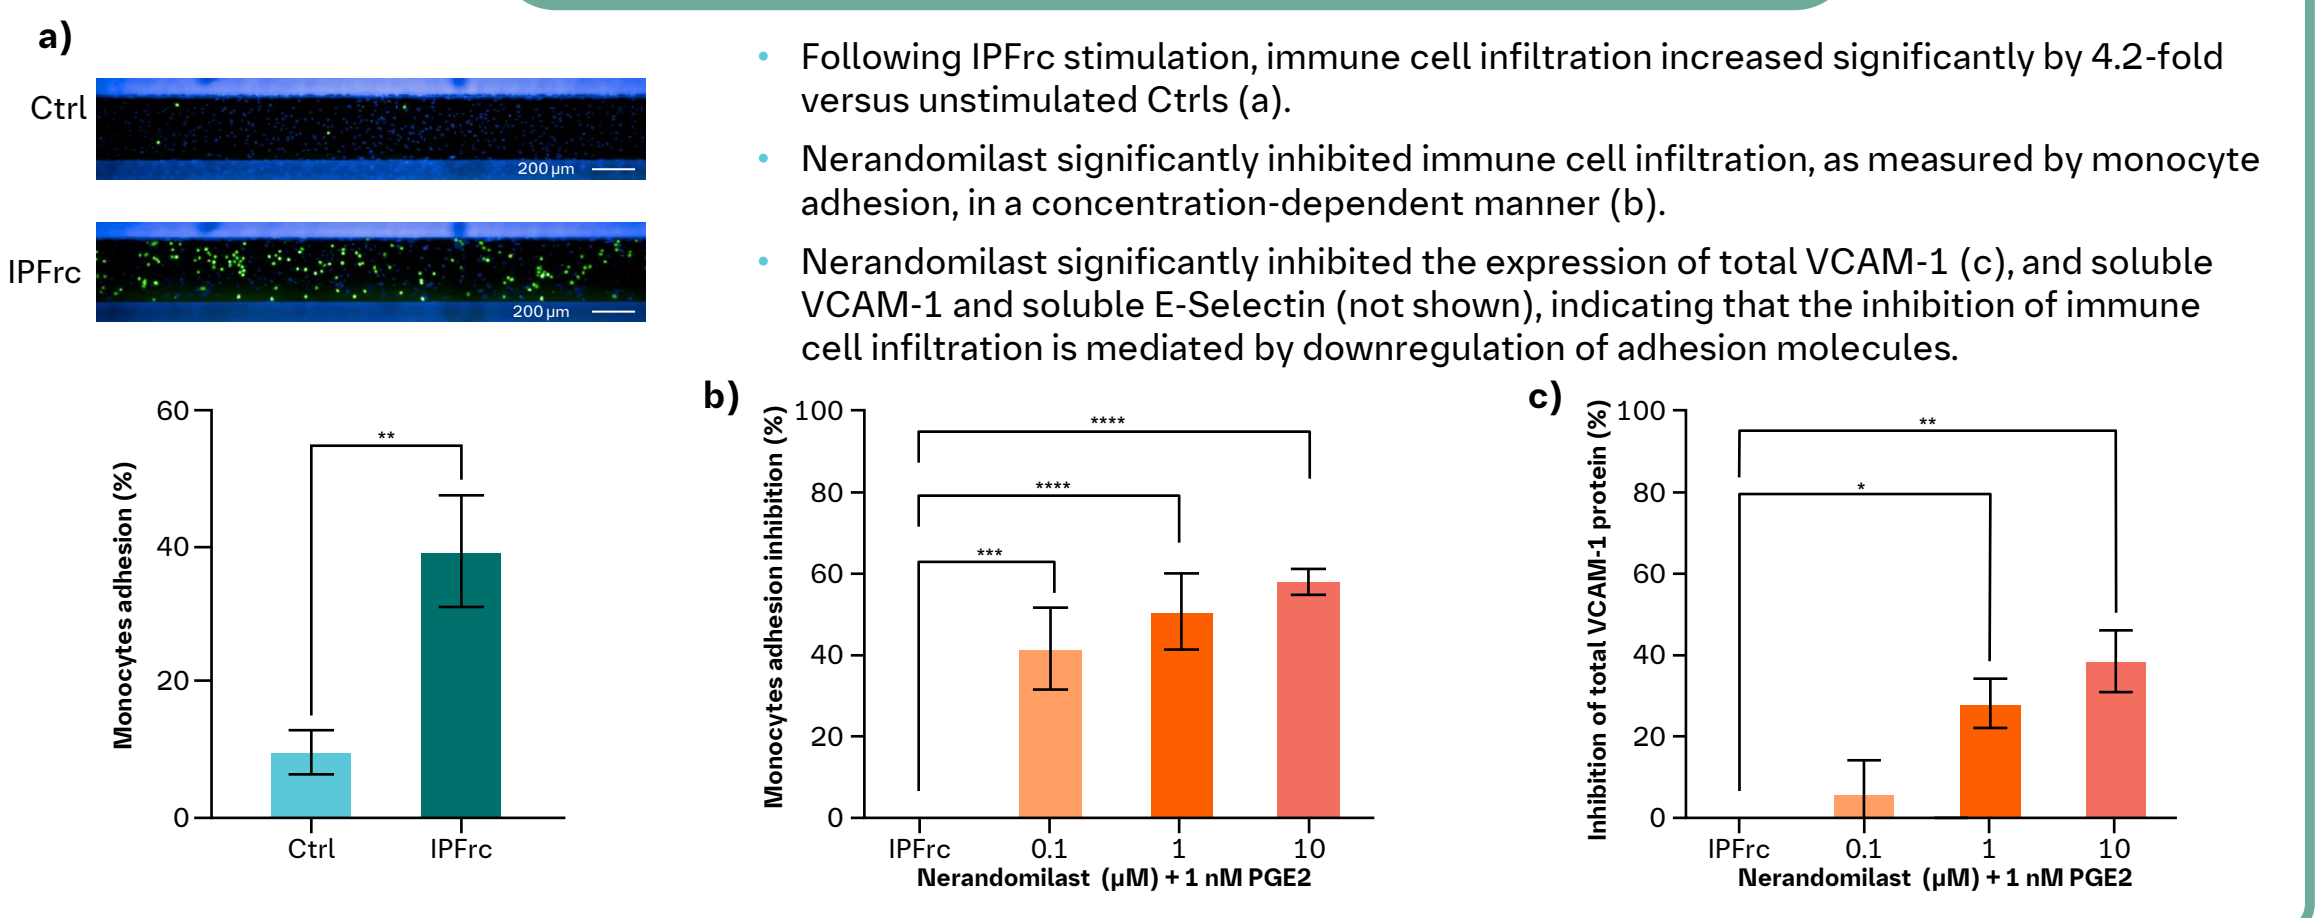 a)
Ctrl
200 µm
IPFrc
200 µm
• Following IPFrc stimulation, immune cell infiltration increased significantly by 4.2-fold
versus unstimulated Ctrls (a).
• Nerandomilast significantly inhibited immune cell infiltration, as measured by monocyte
adhesion, in a concentration-dependent manner (b).
• Nerandomilast significantly inhibited the expression of total VCAM-1 (c), and soluble
VCAM-1 and soluble E-Selectin (not shown), indicating that the inhibition of immune
cell infiltration is mediated by downregulation of adhesion molecules.
Monocytes adhesion (%)
60
40
20
0
**
Ctrl
IPFrc
b)
Monocytes adhesion inhibition (%)
100
80
60
40
20
0
****
****
***
IPFrc
0.1
1
10
Nerandomilast (µM) + 1 nM PGE2
c)
Inhibition of total VCAM-1 protein (%)
100
80
60
40
20
0
**
*
IPFrc
0.1
1
10
Nerandomilast (µM) + 1 nM PGE2